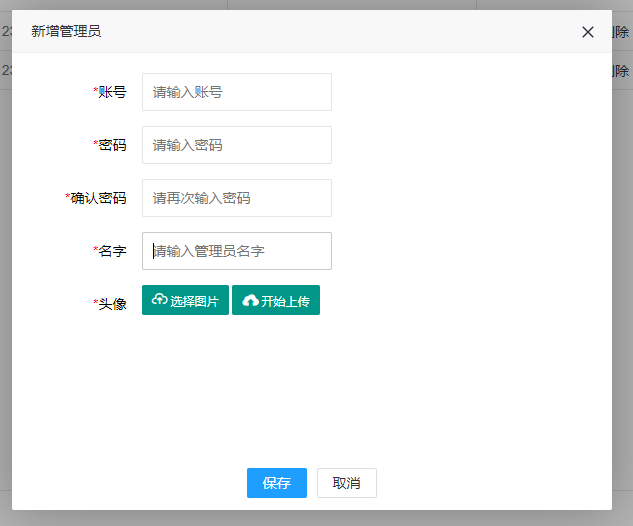 新增管理员
23
删除
23
删除
*账号 请输入账号
*密码 请输入密码
*确认密码 请再次输入密码
*名字 请输入管理员名字
*头像 选择图片 开始上传
保存 取消